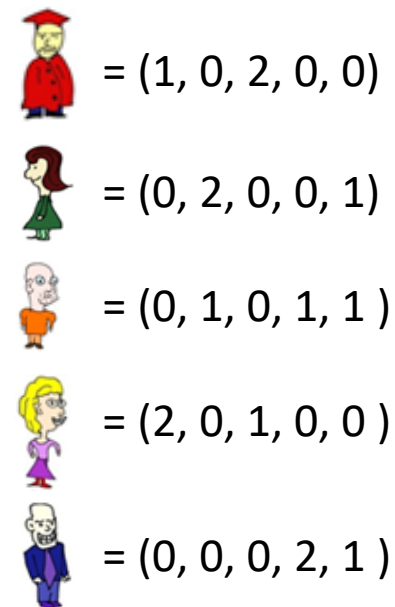 = (1, 0, 2, 0, 0)
= (0, 2, 0, 0, 1)
= (0, 1, 0, 1, 1 )
= (2, 0, 1, 0, 0 )
= (0, 0, 0, 2, 1 )